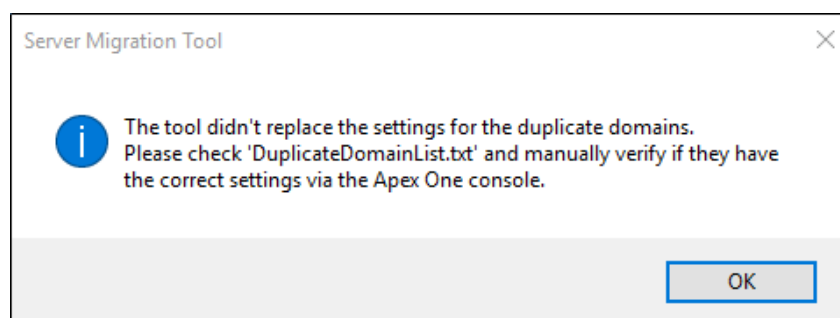 Server Migration Tool
The tool didn't replace the settings for the duplicate domains.
Please check 'DuplicateDomainList.txt' and manually verify if they have
the correct settings via the Apex One console.
OK